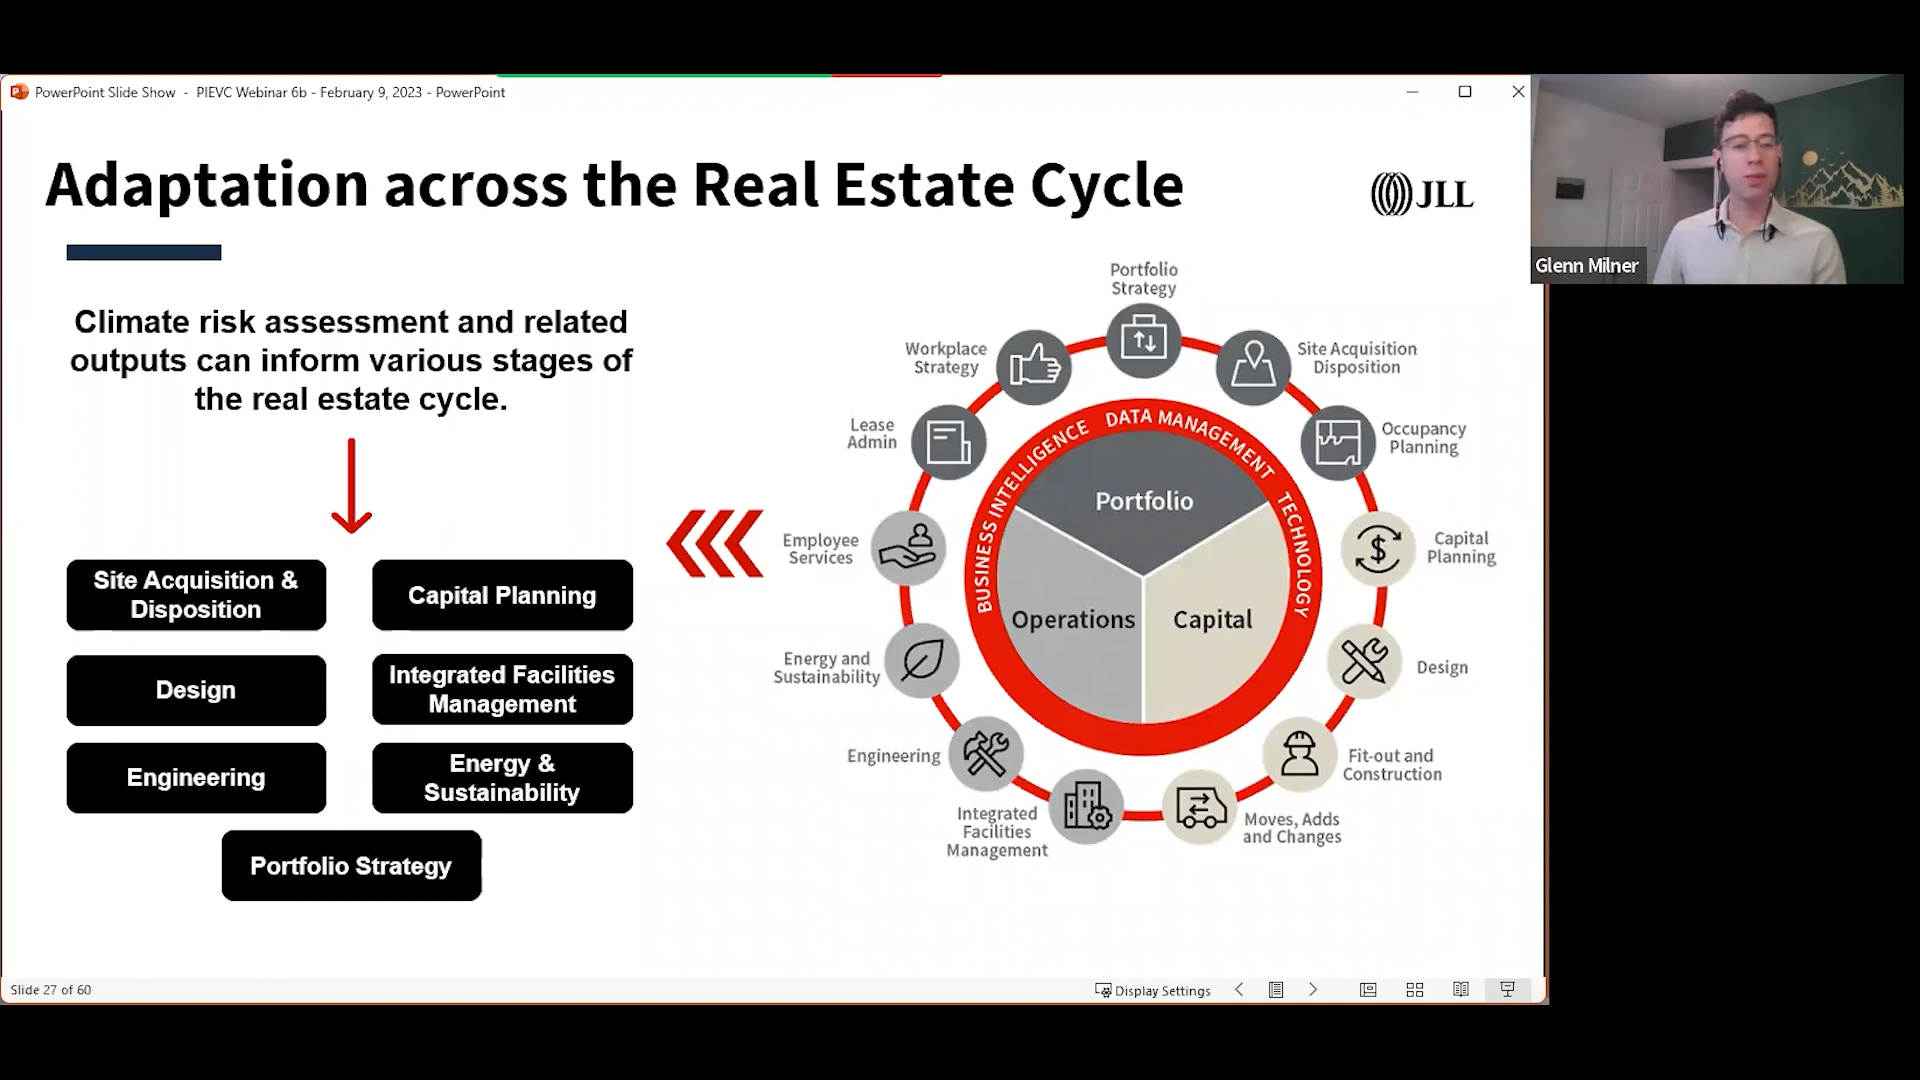 PowerPoint Slide Show - PIEVC Webinar 6b - February 9, 2023 - PowerPoint
Adaptation across the Real Estate Cycle
JLL
Glenn Milner
Climate risk assessment and related
outputs can inform various stages of
the real estate cycle.
Site Acquisition &
Disposition
Capital Planning
Design
Integrated Facilities
Management
Engineering
Energy &
Sustainability
Portfolio Strategy
Portfolio
Strategy
Site Acquisition
Disposition
Occupancy
Planning
Capital
Planning
Design
Fit-out and
Construction
Moves, Adds
and Changes
Integrated
Facilities
Management
Engineering
Energy and
Sustainability
Employee
Services
Lease
Admin
Workplace
Strategy
BUSINESS INTELLIGENCE DATA MANAGEMENT TECHNOLOGY
Portfolio
Operations
Capital
Slide 27 of 60
Display Settings